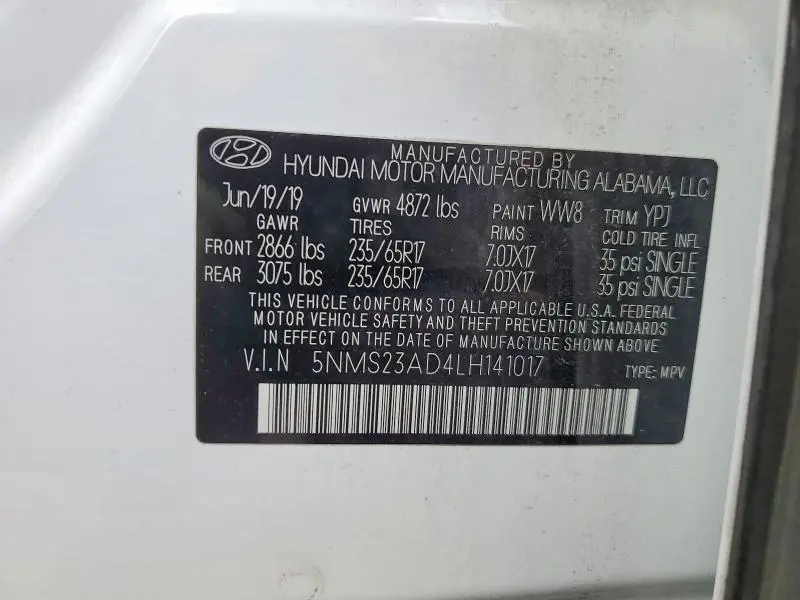 MANUFACTURED BY
HYUNDAI MOTOR MANUFACTURING ALABAMA, LLC
Jun/19/19 GVWR 4872 lbs PAINT WW8 TRIM YPJ
GAWR TIRES RIMS COLD TIRE INFL
FRONT 2866 lbs 235/65R17 7.0JX17 35 psi SINGLE
REAR 3075 lbs 235/65R17 7.0JX17 35 psi SINGLE
THIS VEHICLE CONFORMS TO ALL APPLICABLE U.S.A. FEDERAL
MOTOR VEHICLE SAFETY AND THEFT PREVENTION STANDARDS
IN EFFECT ON THE DATE OF MANUFACTURE SHOWN ABOVE
V.I.N 5NMS23AD4LH141017 TYPE: MPV